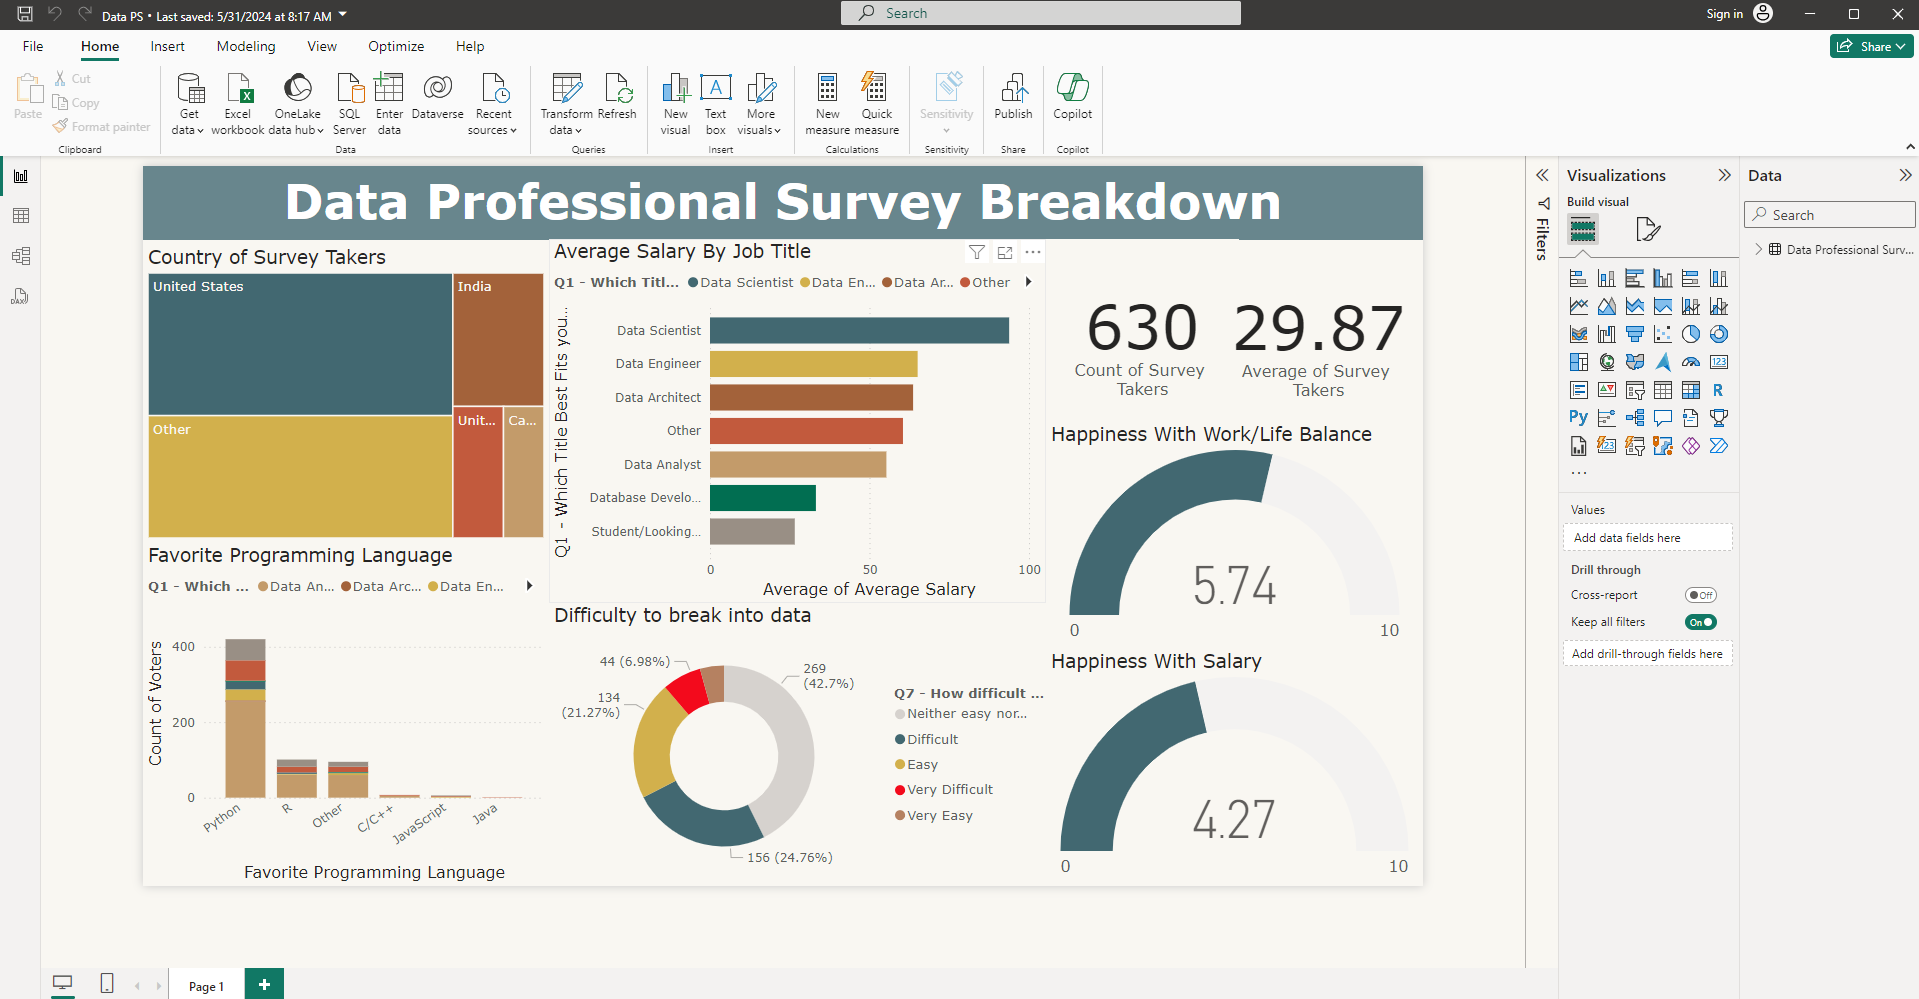 Data PS • Last saved: 5/31/2024 at 8:17 AM
Search
Sign in
File Home Insert Modeling View Optimize Help
Share
Paste
Cut
Copy
Format painter
Clipboard
Get data
Excel workbook
OneLake data hub
SQL Server
Enter data
Dataverse
Recent sources
Data
Transform data
Refresh
Queries
New visual
A
Text box
More visuals
Insert
New measure
Quick measure
Calculations
Sensitivity
Sensitivity
Publish
Share
Copilot
Copilot
Data Professional Survey Breakdown
Country of Survey Takers
United States
India
Other
Unit...
Ca...
Average Salary By Job Title
Q1 - Which Titl... Data Scientist Data En... Data Ar... Other
Q1 - Which Title Best Fits you...
Data Scientist
Data Engineer
Data Architect
Other
Data Analyst
Database Develo...
Student/Looking...
0 50 100
Average of Average Salary
630
Count of Survey
Takers
29.87
Average of Survey
Takers
Happiness With Work/Life Balance
5.74
0 10
Favorite Programming Language
Q1 - Which ... Data An... Data Arc... Data En...
Count of Voters
400
200
0
Python R Other C/C++ JavaScript Java
Favorite Programming Language
Difficulty to break into data
44 (6.98%)
269
(42.7%)
134
(21.27%)
156 (24.76%)
Q7 - How difficult ...
Neither easy nor...
Difficult
Easy
Very Difficult
Very Easy
Happiness With Salary
4.27
0 10
Filters
Visualizations
Build visual
123
R
Py
123
...
Values
Add data fields here
Drill through
Cross-report
Off
Keep all filters
On
Add drill-through fields here
Data
Search
Data Professional Surv...
DAX
Page 1